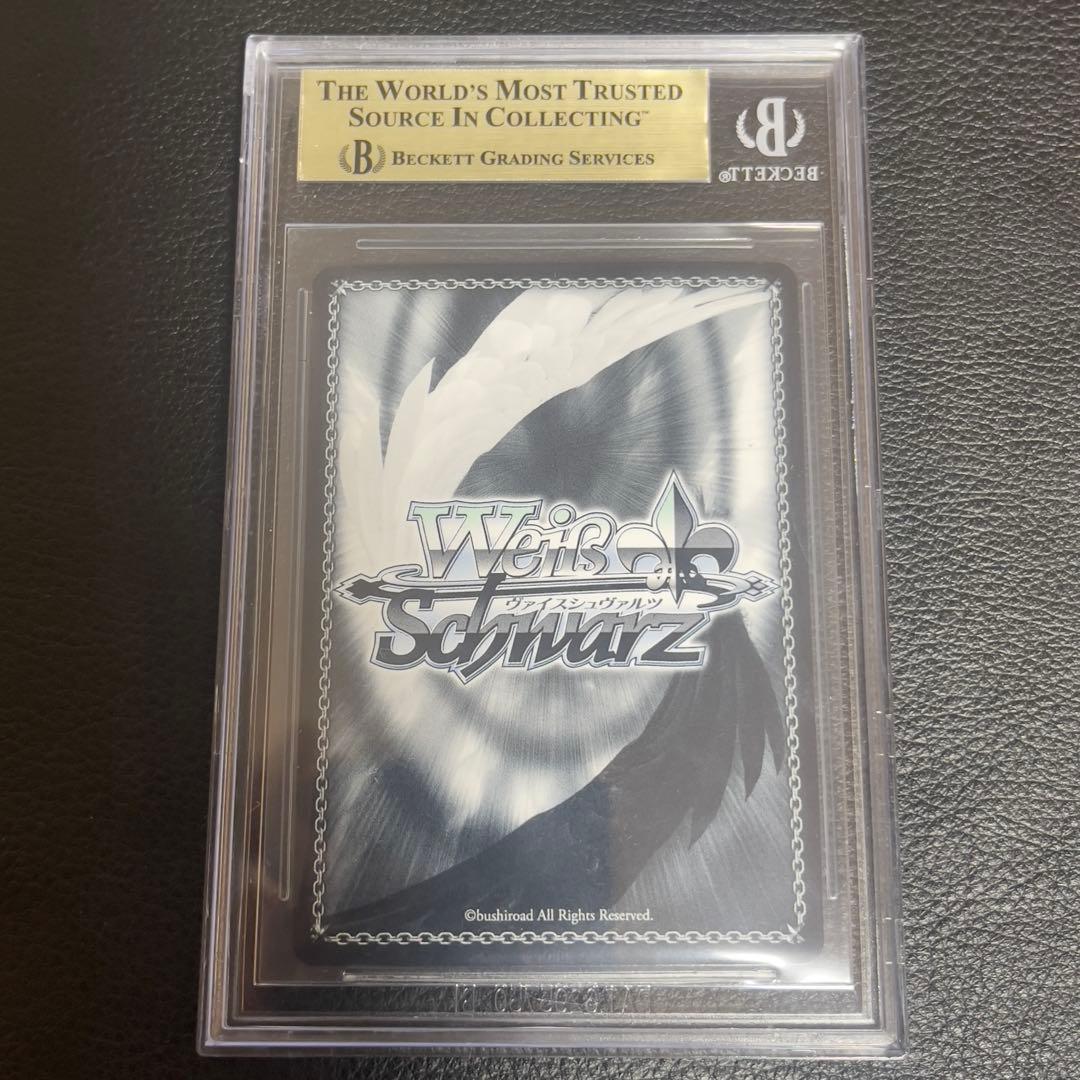 THE WORLD'S MOST TRUSTED
SOURCE IN COLLECTING™
B BECKETT GRADING SERVICES
B
BECKETT®
Weiß
ヴァイスシュヴァルツ
Schwarz
©bushiroad All Rights Reserved.